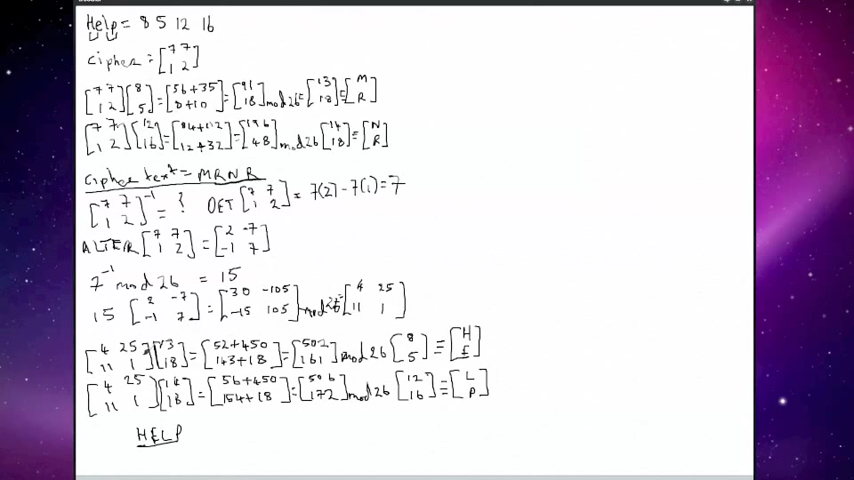 Help = 8 5 12 16
cipher = [7 7; 1 2]
[7 7; 1 2] [8; 5] = [56+35; 8+10] = [91; 18] mod 26 = [13; 18] = [M; R]
[7 7; 1 2] [12; 16] = [84+112; 12+32] = [196; 48] mod 26 [14; 18] = [N; R]
Cipher text = MRNR
[7 7; 1 2]^-1 = ? DET [7 7; 1 2] = 7(2) - 7(1) = 7
ALTER [7 7; 1 2] = [2 -7; -1 7]
7^-1 mod 26 = 15
15 [2 -7; -1 7] = [30 -105; -15 105] mod 26 = [4 25; 11 1]
[4 25; 11 1] [13; 18] = [52+450; 143+18] = [502; 161] mod 26 [8; 5] ≡ [H; E]
[4 25; 11 1] [14; 18] = [56+450; 154+18] = [506; 172] mod 26 [12; 16] ≡ [L; P]
HELP